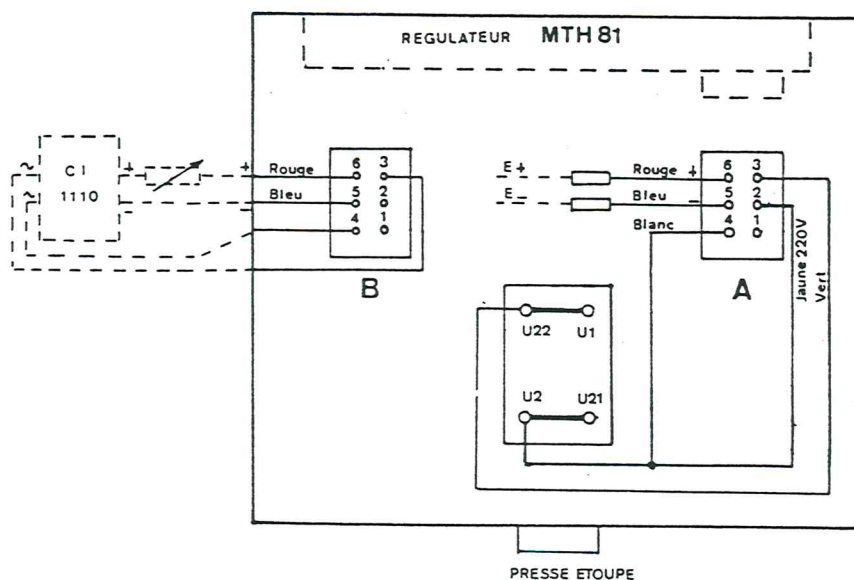 REGULATEUR MTH 81
C I
1110
~
~
+
-
+
-
Rouge
Bleu
6 3
5 2
4 1
B
E +
E_
Rouge +
Bleu -
Blanc
6 3
5 2
4 1
A
Jaune 220V
Vert
U22 U1
U2 U21
PRESSE ETOUPE